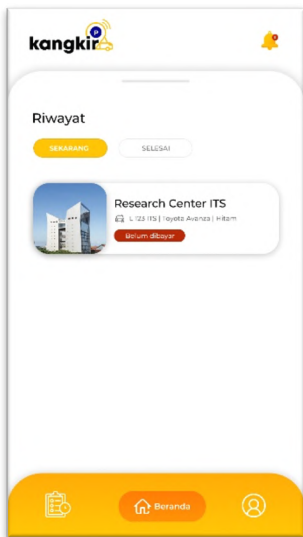 kangkir
P
Riwayat
SEKARANG
SELESAI
Research Center ITS
L 123 ITS | Toyota Avanza | Hitam
Belum dibayar
Beranda